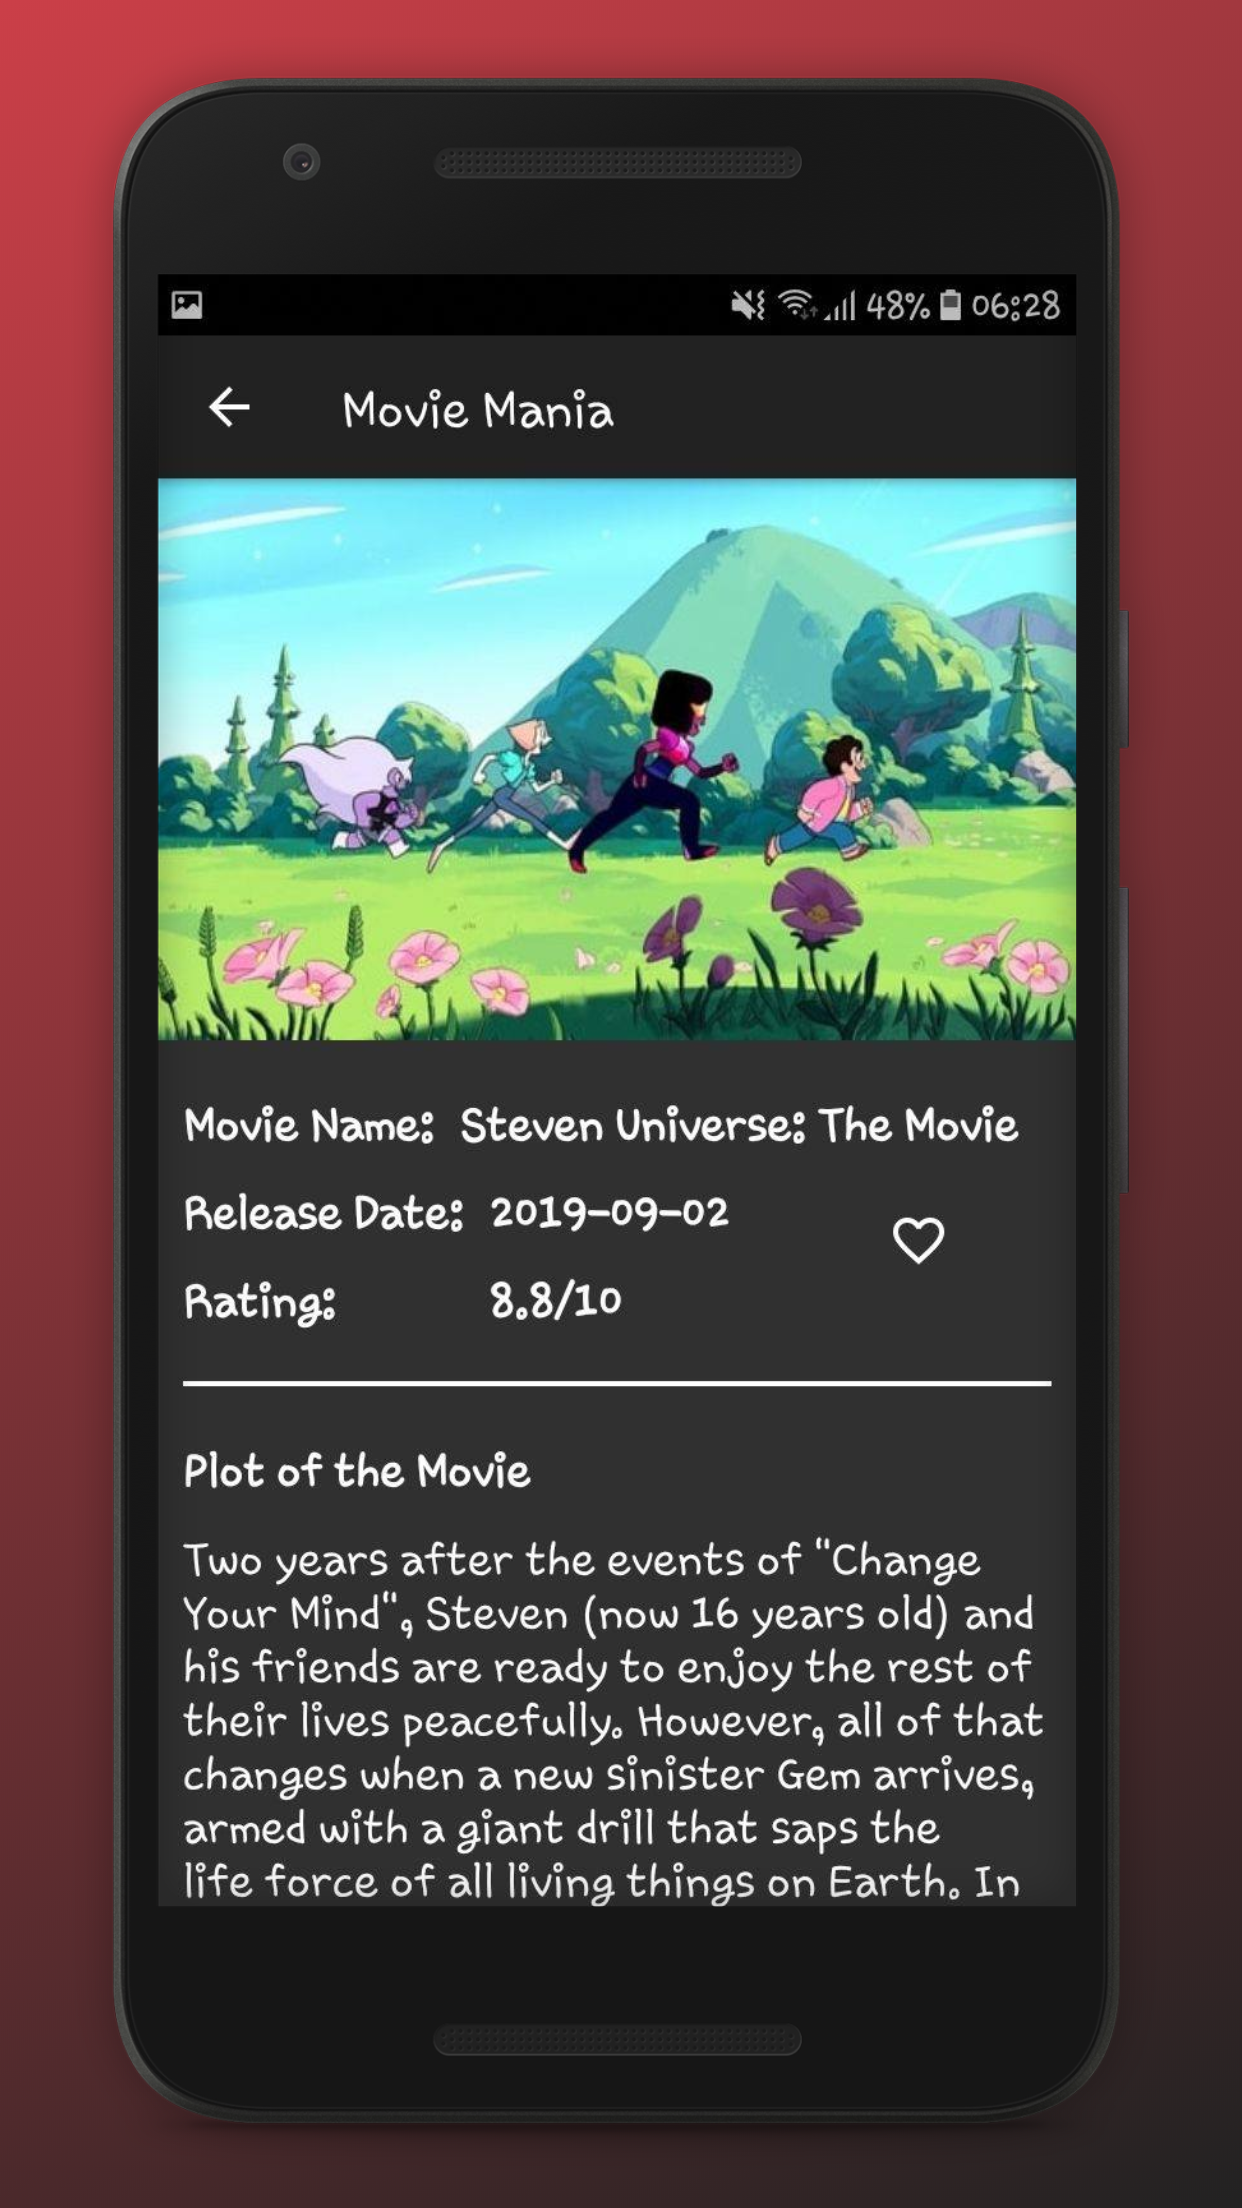 48% 06:28
Movie Mania
Movie Name: Steven Universe: The Movie
Release Date: 2019-09-02
Rating: 8.8/10
Plot of the Movie
Two years after the events of "Change
Your Mind", Steven (now 16 years old) and
his friends are ready to enjoy the rest of
their lives peacefully. However, all of that
changes when a new sinister Gem arrives,
armed with a giant drill that saps the
life force of all living things on Earth. In